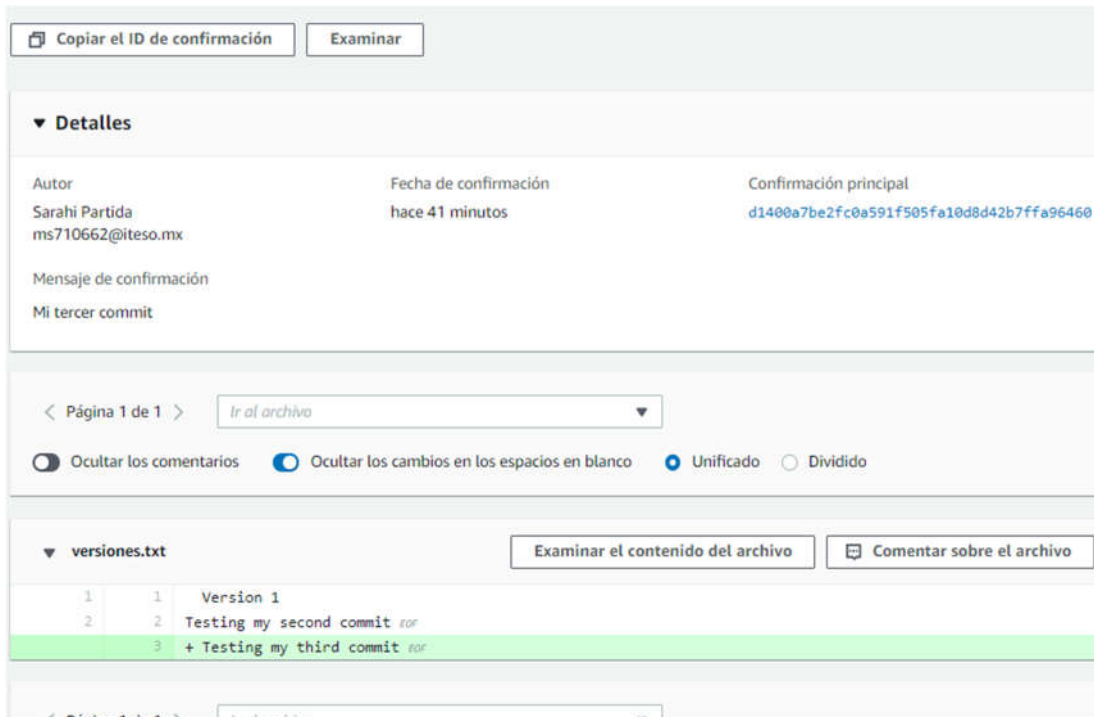 Copiar el ID de confirmación Examinar
Detalles
Autor Fecha de confirmación Confirmación principal
Sarahi Partida hace 41 minutos d1400a7be2fc0a591f505fa10d8d42b7ffa96460
ms710662@iteso.mx
Mensaje de confirmación
Mi tercer commit
Página 1 de 1 Ir al archivo
Ocultar los comentarios Ocultar los cambios en los espacios en blanco Unificado Dividido
versiones.txt Examinar el contenido del archivo Comentar sobre el archivo
1 1 Version 1
2 2 Testing my second commit EOF
3 + Testing my third commit EOF